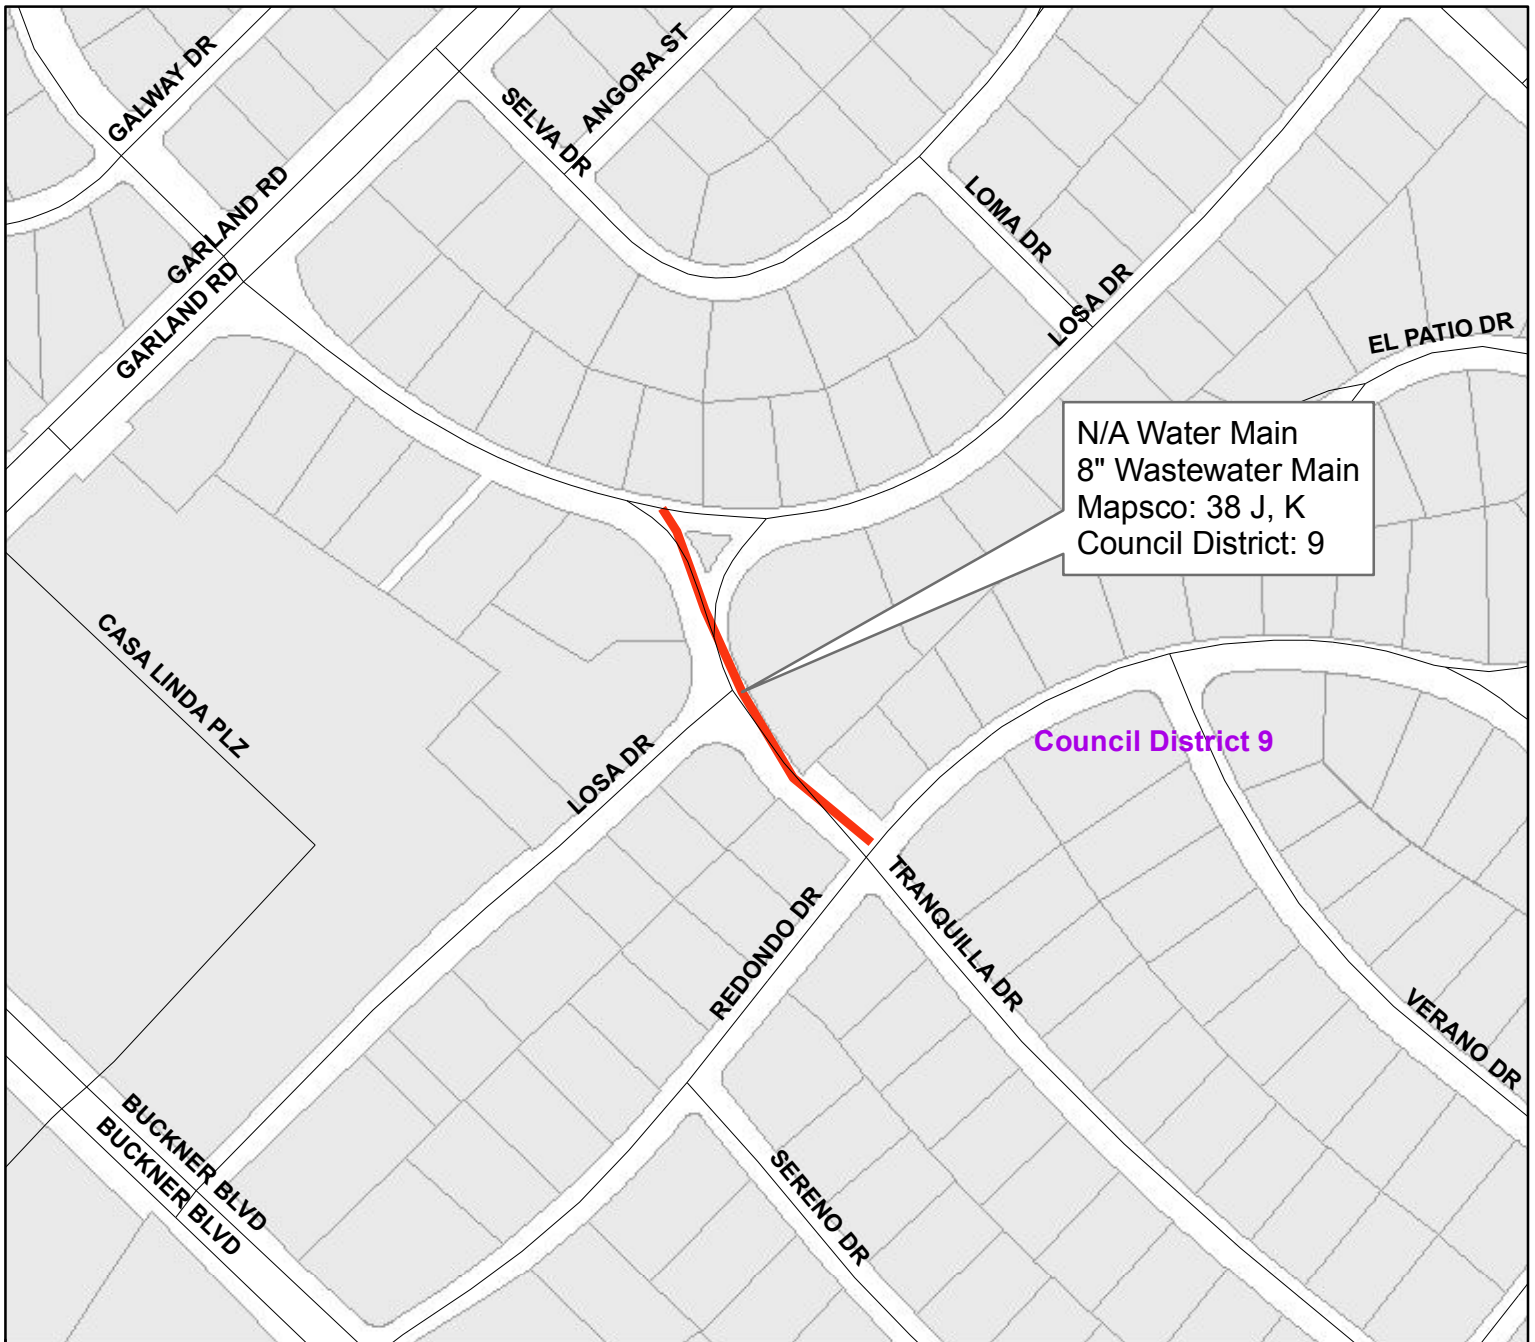 GALWAY DR
ANGORA ST
SELVA DR
GARLAND RD
GARLAND RD
LOMA DR
LOSA DR
EL PATIO DR
N/A Water Main
8" Wastewater Main
Mapsco: 38 J, K
Council District: 9
CASA LINDA PLZ
LOSA DR
Council District 9
REDONDO DR
TRANQUILLA DR
VERANO DR
BUCKNER BLVD
BUCKNER BLVD
SERENO DR